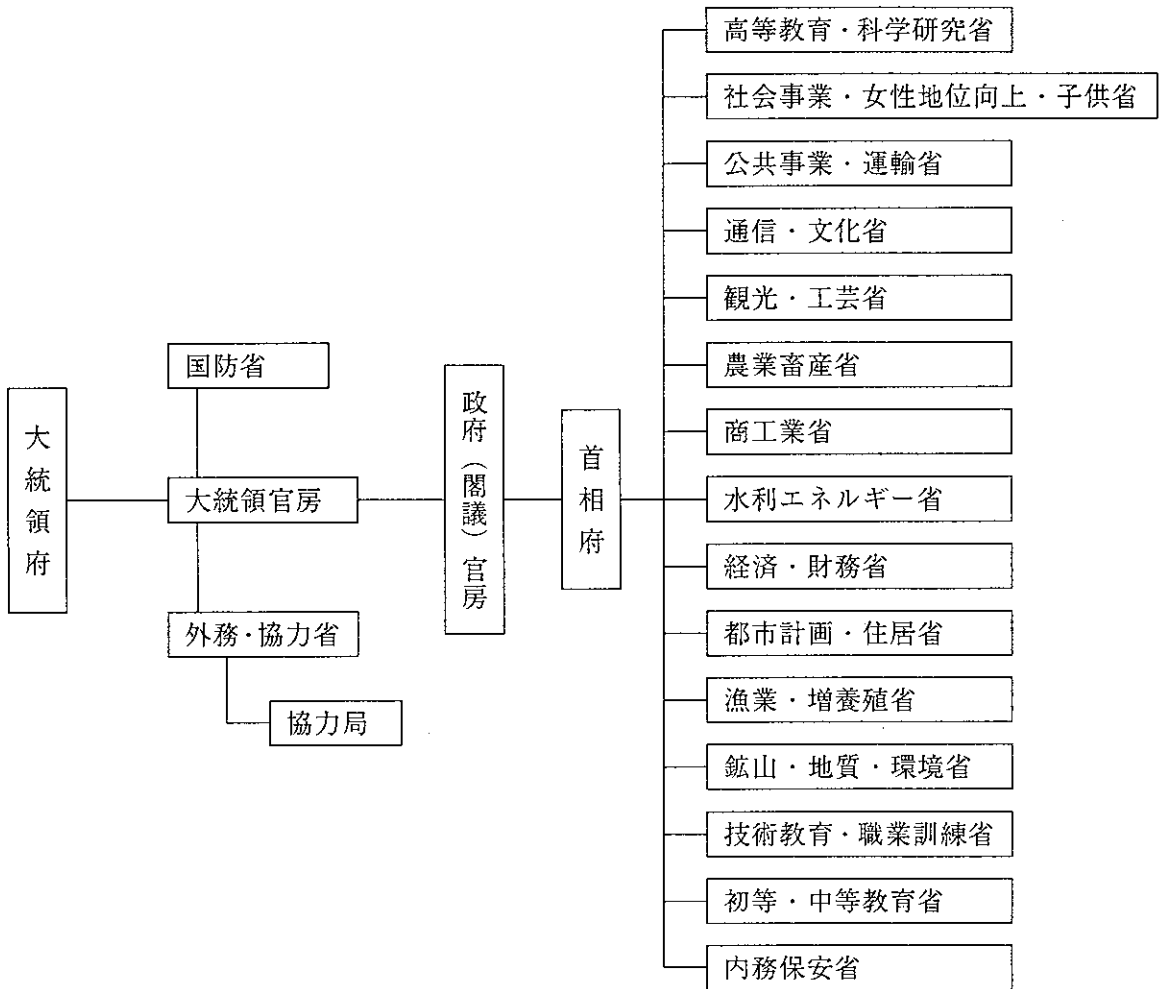 大統領府
国防省
大統領官房
外務・協力省
協力局
政府（閣議）官房
首相府
高等教育・科学研究省
社会事業・女性地位向上・子供省
公共事業・運輸省
通信・文化省
観光・工芸省
農業畜産省
商工業省
水利エネルギー省
経済・財務省
都市計画・住居省
漁業・増養殖省
鉱山・地質・環境省
技術教育・職業訓練省
初等・中等教育省
内務保安省